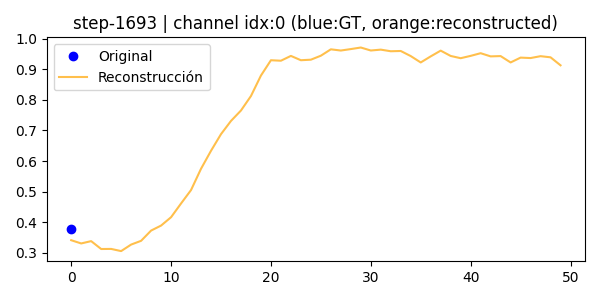 step-1693 | channel idx:0 (blue:GT, orange:reconstructed)
Original
Reconstrucción
1.0
0.9
0.8
0.7
0.6
0.5
0.4
0.3
0 10 20 30 40 50